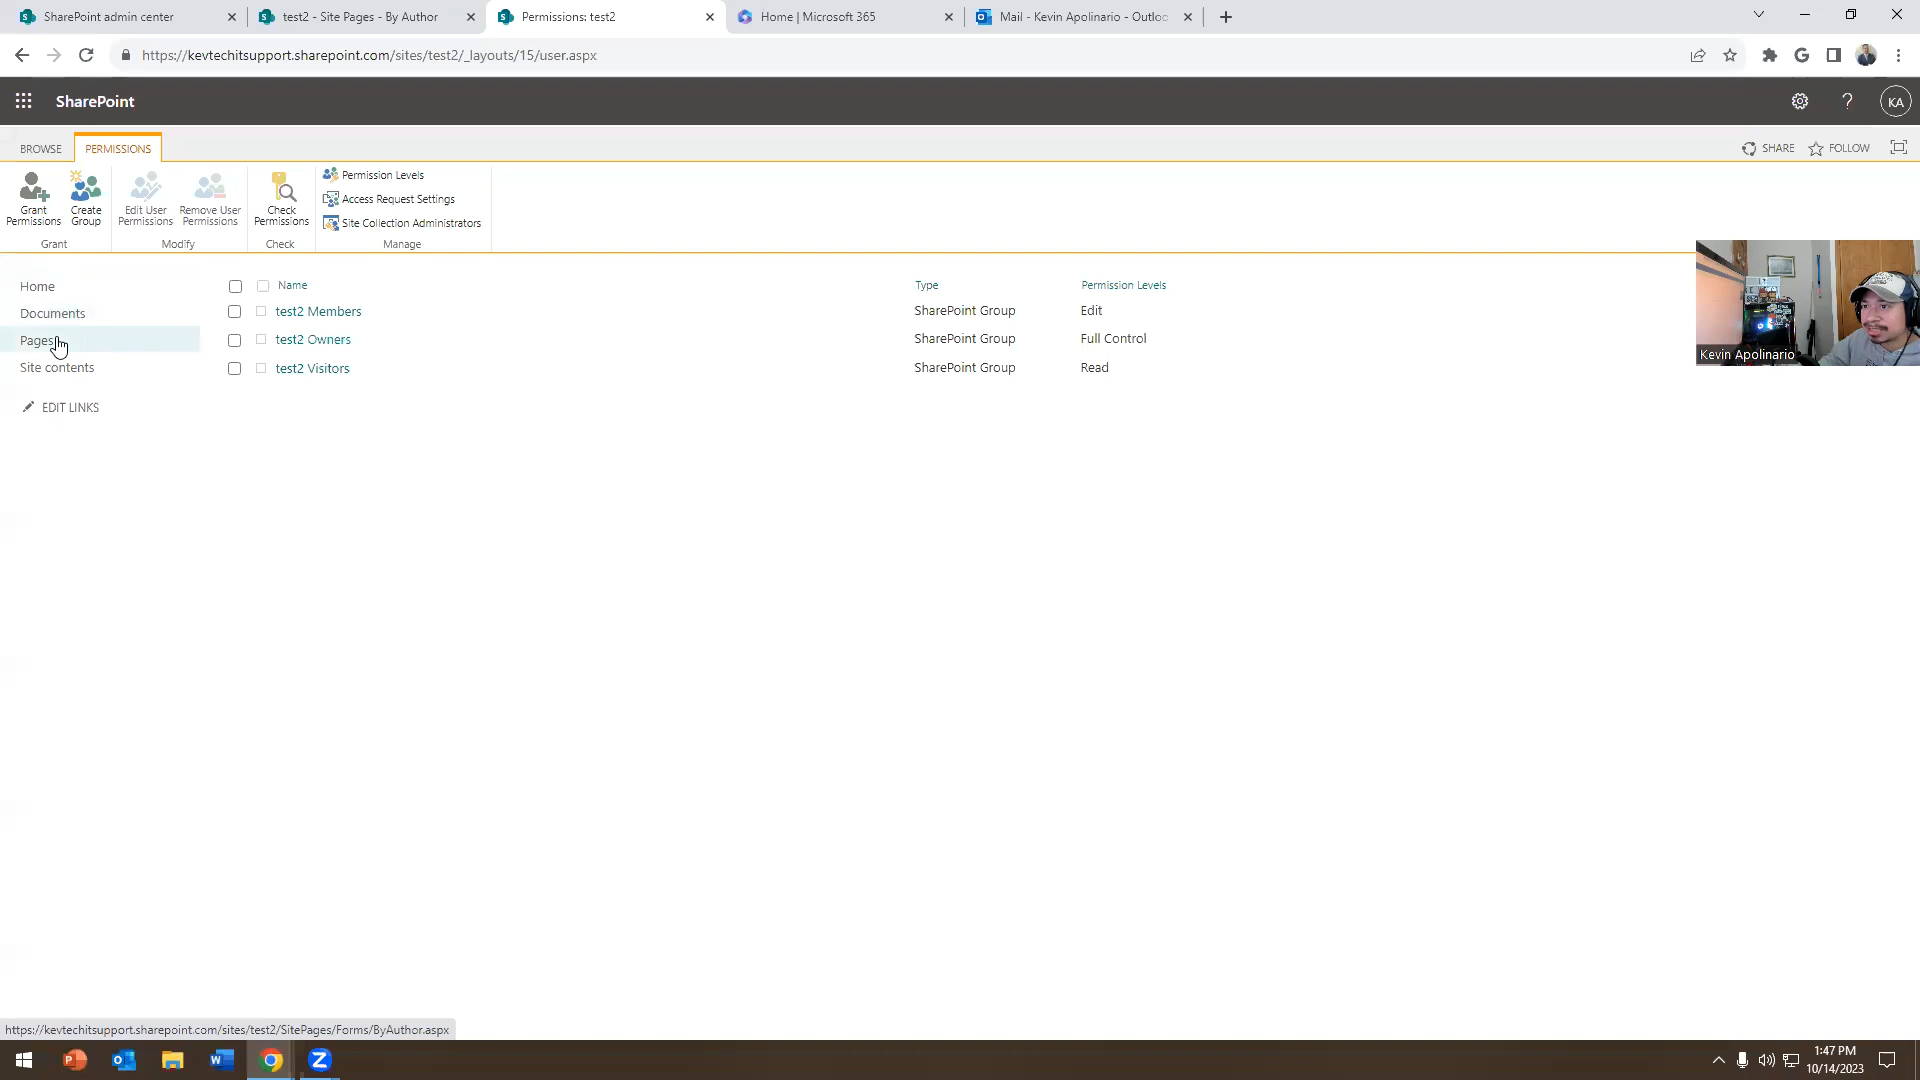 SharePoint admin center
test2 - Site Pages - By Author
Permissions: test2
Home | Microsoft 365
Mail - Kevin Apolinario - Outloo
https://kevtechitsupport.sharepoint.com/sites/test2/_layouts/15/user.aspx
SharePoint
KA
BROWSE
PERMISSIONS
SHARE
FOLLOW
Grant
Permissions
Create
Group
Edit User
Permissions
Remove User
Permissions
Check
Permissions
Permission Levels
Access Request Settings
Site Collection Administrators
Grant
Modify
Check
Manage
Home
Documents
Pages
Site contents
EDIT LINKS
Name
Type
Permission Levels
test2 Members
SharePoint Group
Edit
test2 Owners
SharePoint Group
Full Control
test2 Visitors
SharePoint Group
Read
Kevin Apolinario
https://kevtechitsupport.sharepoint.com/sites/test2/SitePages/Forms/ByAuthor.aspx
1:47 PM
10/14/2023